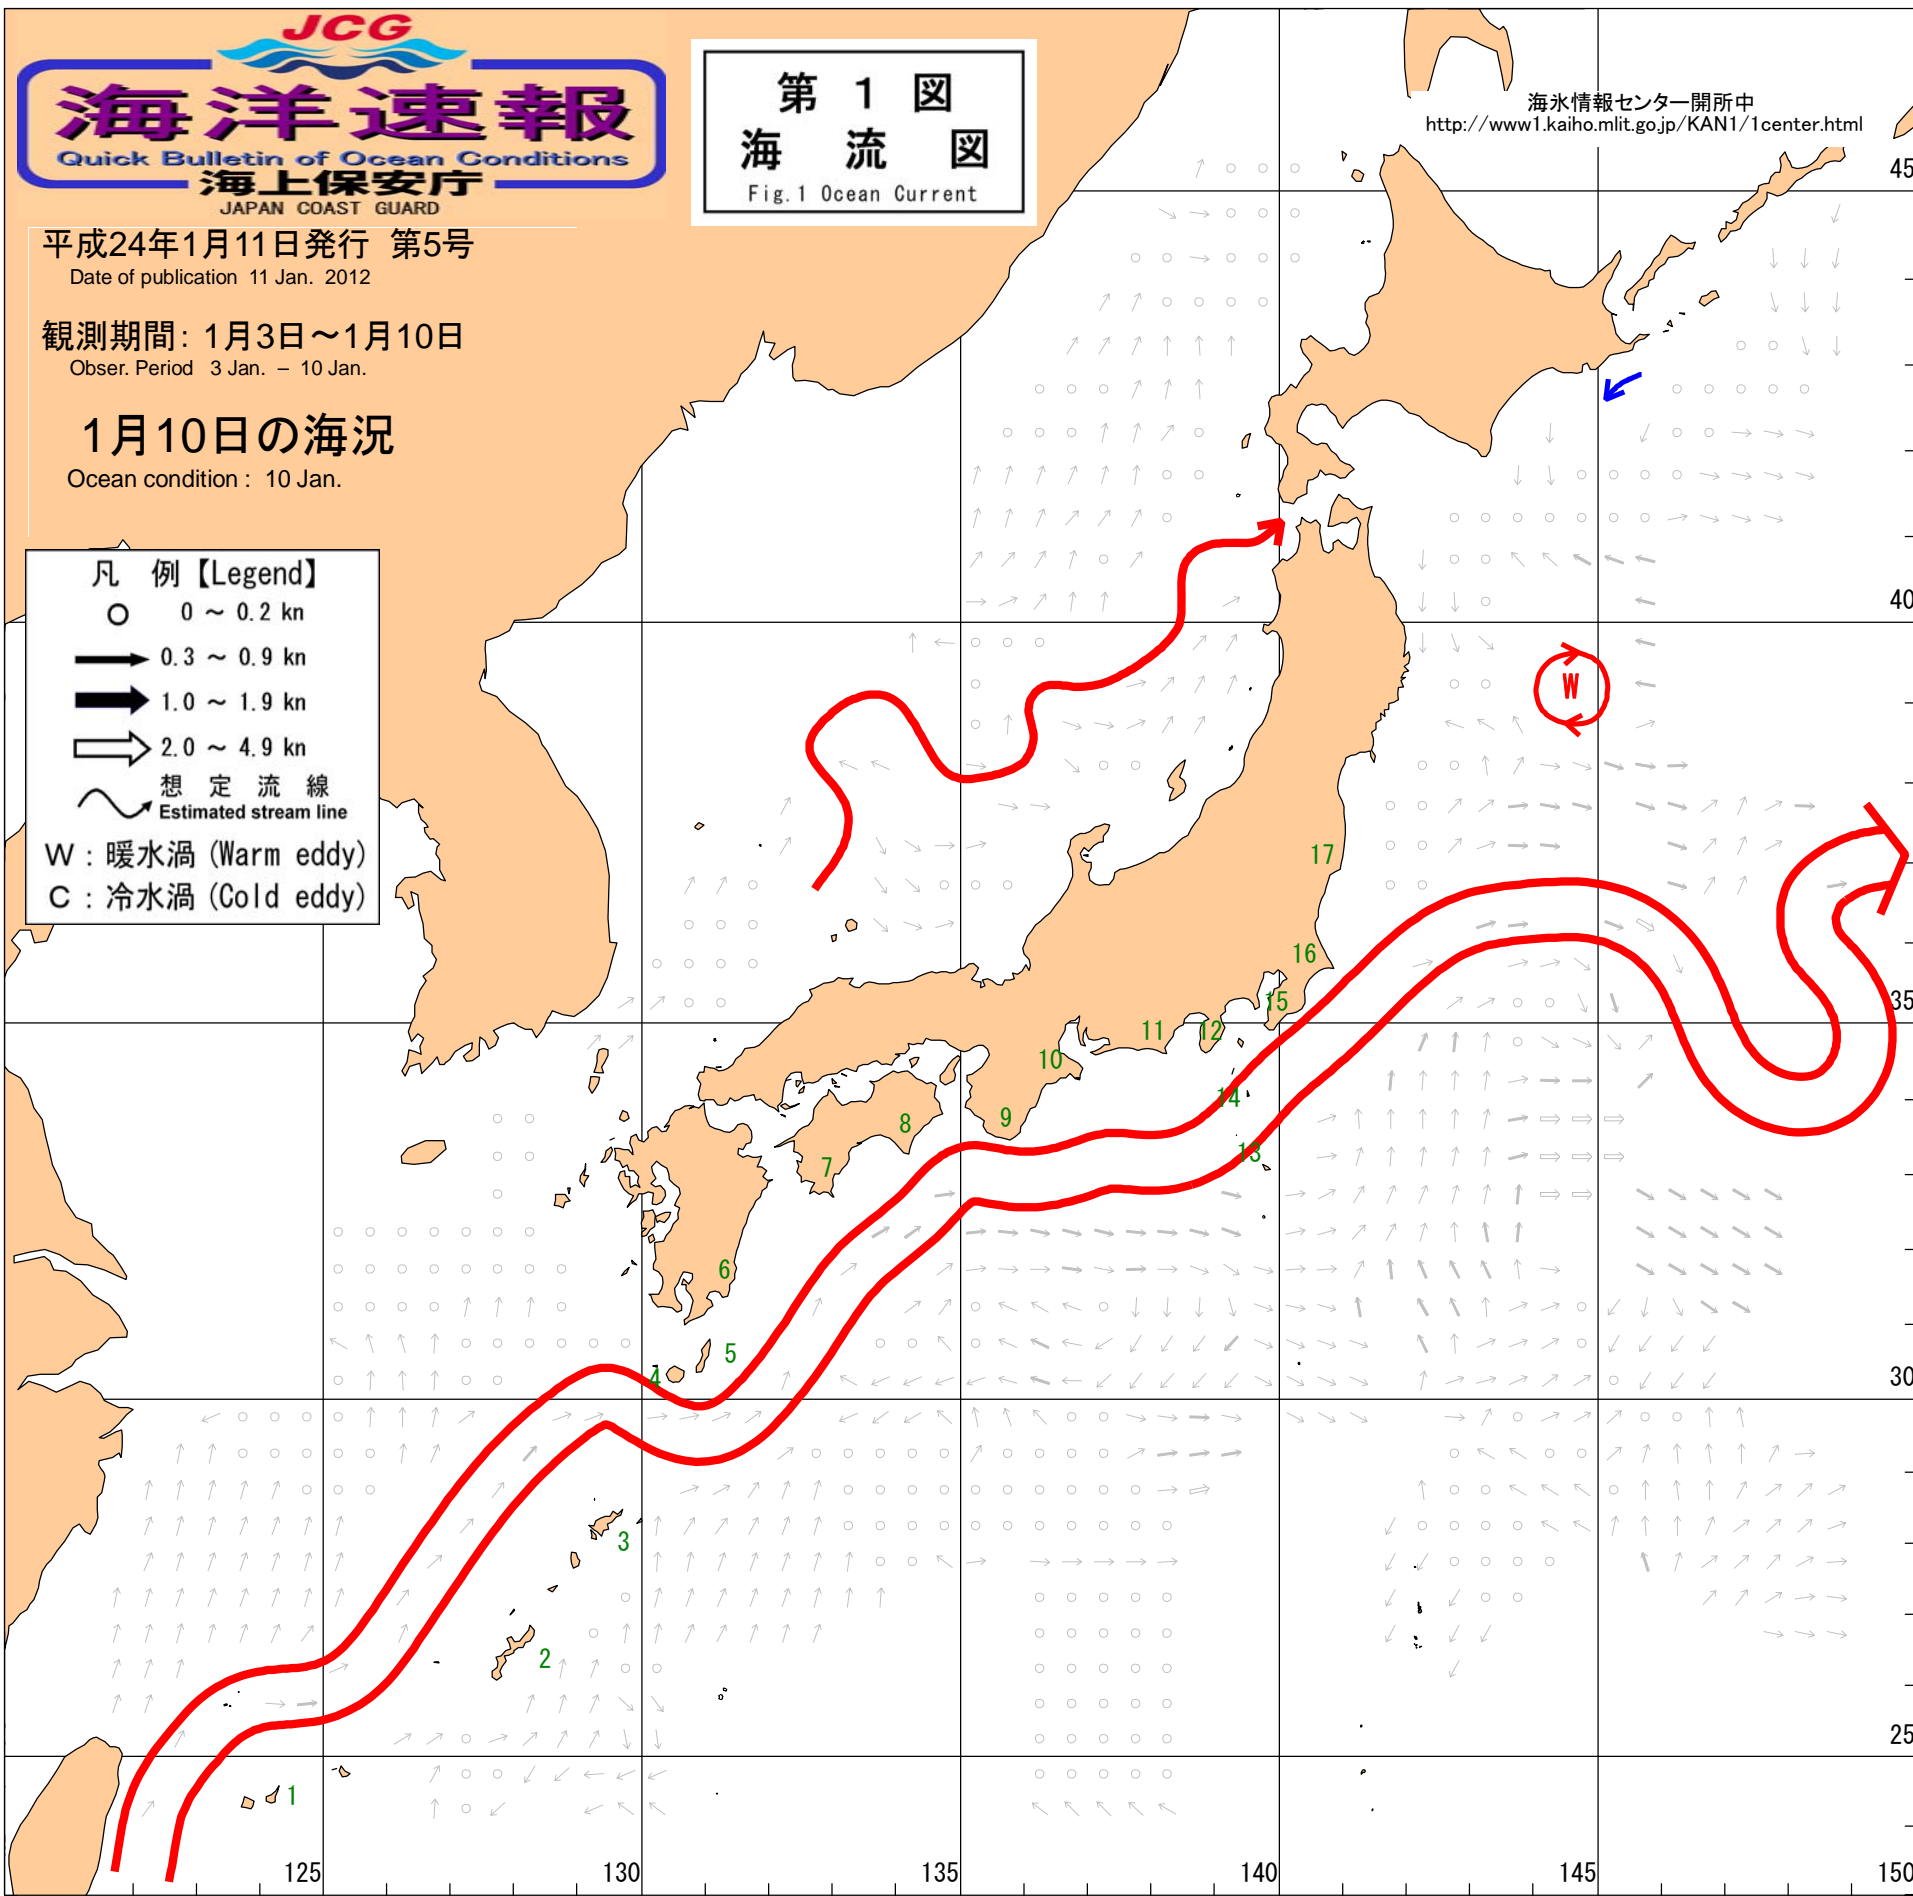 JCG
海洋速報
Quick Bulletin of Ocean Conditions
海上保安庁
JAPAN COAST GUARD
第 1 図
海 流 図
Fig.1 Ocean Current
海氷情報センター開所中
http://www1.kaiho.mlit.go.jp/KAN1/1center.html
平成24年1月11日発行 第5号
Date of publication 11 Jan. 2012
観測期間: 1月3日～1月10日
Obser. Period 3 Jan. – 10 Jan.
1月10日の海況
Ocean condition : 10 Jan.
凡 例【Legend】
0 ～ 0.2 kn
0.3 ～ 0.9 kn
1.0 ～ 1.9 kn
2.0 ～ 4.9 kn
想 定 流 線
Estimated stream line
W : 暖水渦 (Warm eddy)
C : 冷水渦 (Cold eddy)
45
40
W
17
16
35
15
12
11
10
14
9
8
13
7
6
5
4
30
3
2
25
1
125
130
135
140
145
150